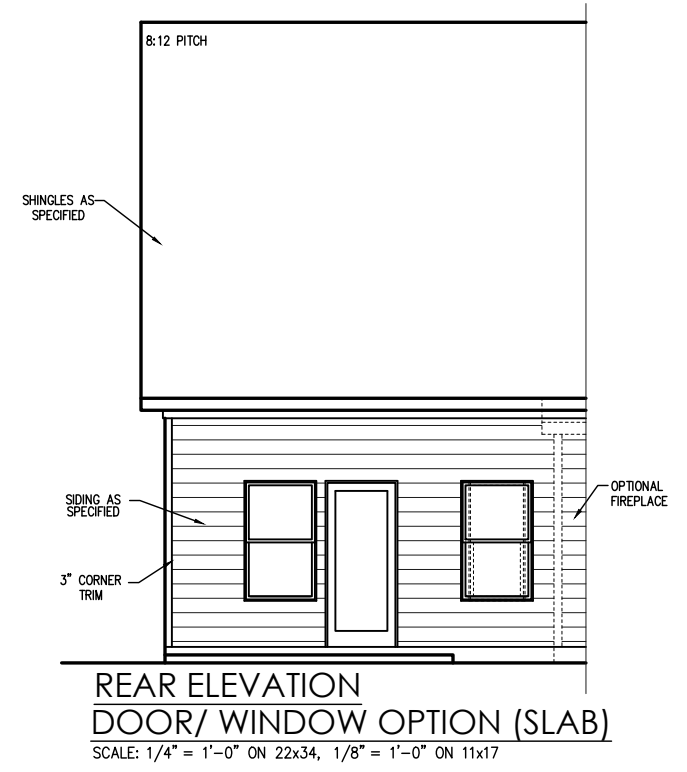 8:12 PITCH
SHINGLES AS
SPECIFIED
SIDING AS
SPECIFIED
OPTIONAL
FIREPLACE
3" CORNER
TRIM
REAR ELEVATION
DOOR/ WINDOW OPTION (SLAB)
SCALE: 1/4" = 1'-0" ON 22x34, 1/8" = 1'-0" ON 11x17